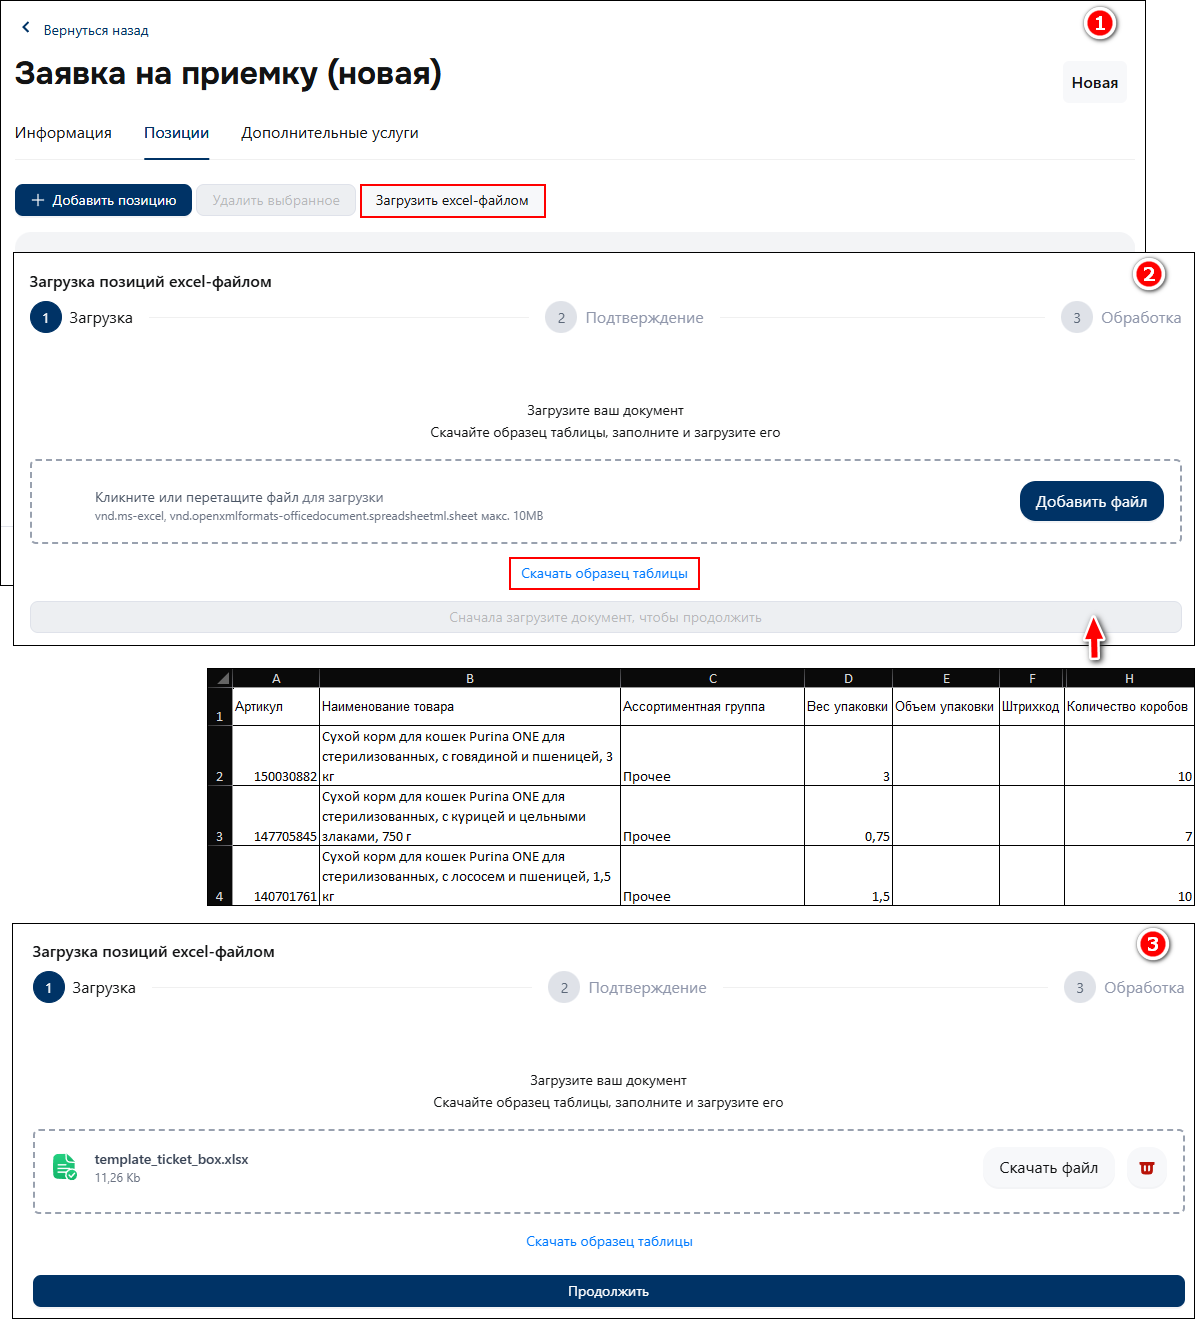 Вернуться назад
1
Заявка на приемку (новая)
Новая
Информация Позиции Дополнительные услуги
Добавить позицию Удалить выбранное Загрузить excel-файлом
Загрузка позиций excel-файлом
2
1 Загрузка 2 Подтверждение 3 Обработка
Загрузите ваш документ
Скачайте образец таблицы, заполните и загрузите его
Кликните или перетащите файл для загрузки
vnd.ms-excel, vnd.openxmlformats-officedocument.spreadsheetml.sheet макс. 10MB
Добавить файл
Скачать образец таблицы
Сначала загрузите документ, чтобы продолжить
A B C D E F H
1 Артикул Наименование товара Ассортиментная группа Вес упаковки Объем упаковки Штрихкод Количество коробов
Сухой корм для кошек Purina ONE для
стерилизованных, с говядиной и пшеницей, 3
2 150030882 кг Прочее 3 10
Сухой корм для кошек Purina ONE для
стерилизованных, с курицей и цельными
3 147705845 злаками, 750 г Прочее 0,75 7
Сухой корм для кошек Purina ONE для
стерилизованных, с лососем и пшеницей, 1,5
4 140701761 кг Прочее 1,5 10
Загрузка позиций excel-файлом
3
1 Загрузка 2 Подтверждение 3 Обработка
Загрузите ваш документ
Скачайте образец таблицы, заполните и загрузите его
template_ticket_box.xlsx
11,26 Kb
Скачать файл
Скачать образец таблицы
Продолжить